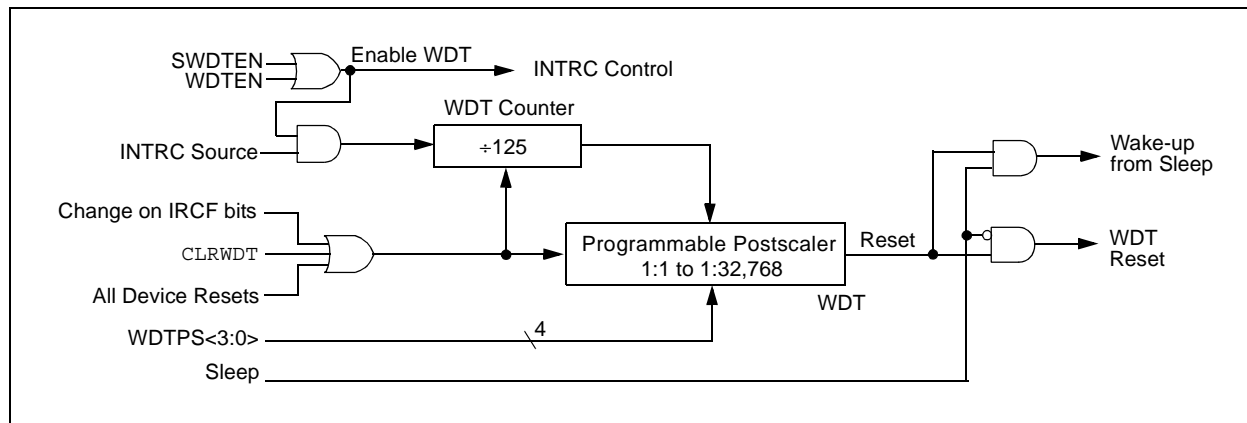 SWDTEN
WDTEN
Enable WDT
INTRC Control
WDT Counter
÷125
INTRC Source
Wake-up
from Sleep
Change on IRCF bits
CLRWDT
All Device Resets
Programmable Postscaler
1:1 to 1:32,768
Reset
WDT
WDT
Reset
WDTPS<3:0>
4
Sleep